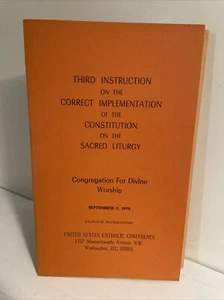 THIRD INSTRUCTION
ON THE
CORRECT IMPLEMENTATION
OF THE
CONSTITUTION
ON THE
SACRED LITURGY
Congregation For Divine
Worship
SEPTEMBER 5, 1970
UNITED STATES CATHOLIC CONFERENCE
1312 Massachusetts Avenue N.W.
Washington, D.C. 20005